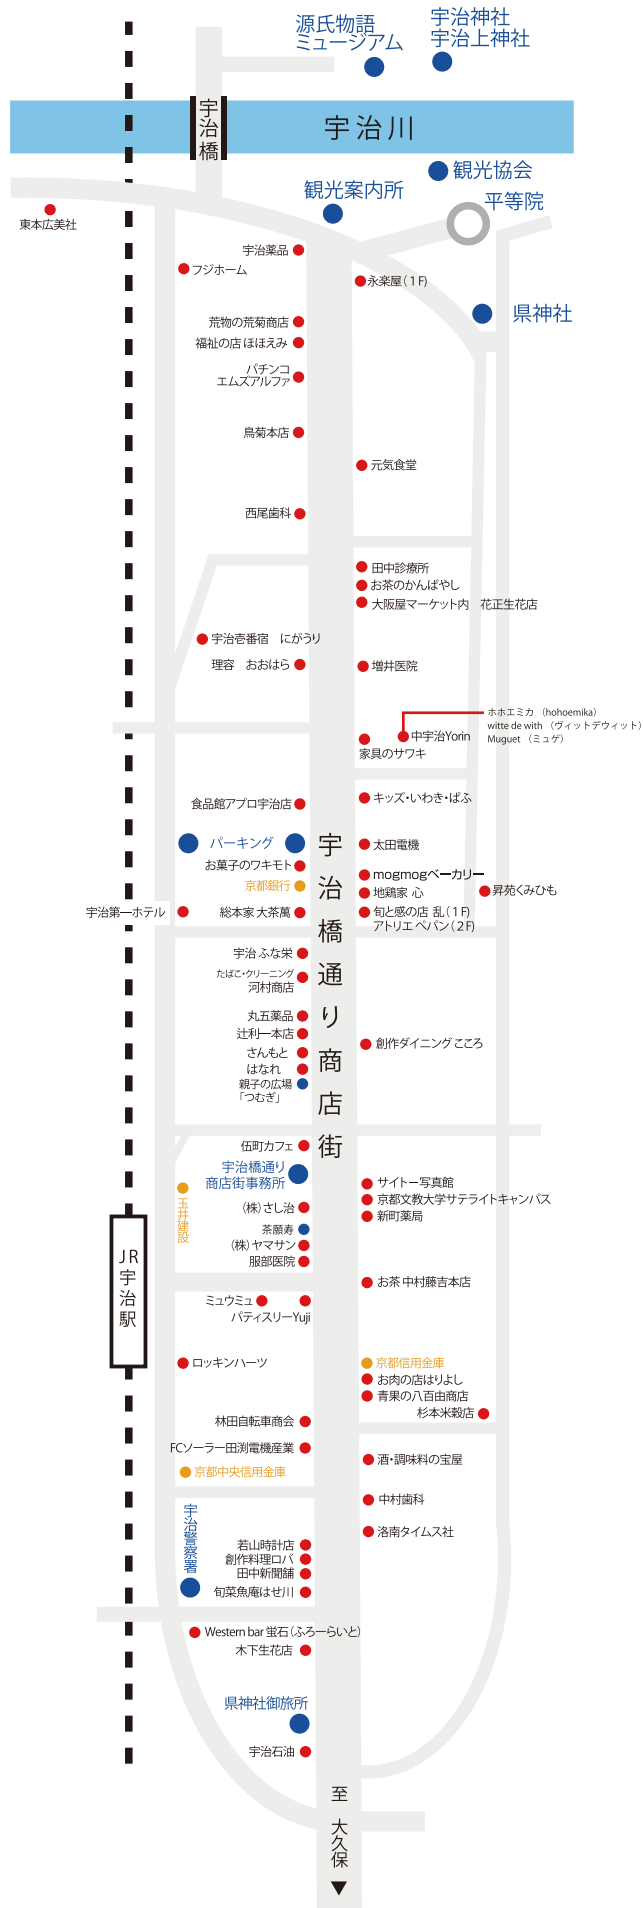 源氏物語
ミュージアム
宇治神社
宇治上神社
宇治橋
宇治川
観光協会
観光案内所
平等院
東本広美社
宇治薬品
フジホーム
永楽屋(1F)
県神社
荒物の荒菊商店
福祉の店 ほほえみ
パチンコ
エムズアルファ
鳥菊本店
元気食堂
西尾歯科
田中診療所
お茶のかんばやし
大阪屋マーケット内　花正生花店
宇治壱番宿　にがうり
理容　おおはら
増井医院
ホホエミカ (hohoemika)
witte de with (ヴィットデウィット)
Muguet (ミュゲ)
中宇治Yorin
家具のサワキ
食品館アプロ宇治店
キッズ・いわき・ぱふ
パーキング
太田電機
お菓子のワキモト
mogmogベーカリー
京都銀行
地鶏家 心
昇苑くみひも
宇治第一ホテル
総本家 大茶萬
旬と感の店 乱(1F)
アトリエ ペパン(2F)
宇治橋通り商店街
宇治 ふな栄
たばこ・クリーニング
河村商店
丸五薬品
辻利一本店
さんもと
創作ダイニング こころ
はなれ
親子の広場
「つむぎ」
伍町カフェ
宇治橋通り
商店街事務所
サイトー写真館
京都文教大学サテライトキャンパス
玉井建設
(株)さし治
新町薬局
茶願寿
(株)ヤマサン
服部医院
JR宇治駅
お茶 中村藤吉本店
ミュウミュ
パティスリーYuji
ロッキンハーツ
京都信用金庫
お肉の店はりよし
青果の八百由商店
杉本米穀店
林田自転車商会
FCソーラー田渕電機産業
酒・調味料の宝屋
京都中央信用金庫
中村歯科
宇治警察署
洛南タイムス社
若山時計店
創作料理ロバ
田中新聞舗
旬菜魚庵はせ川
Western bar 蛍石(ふろーらいと)
木下生花店
県神社御旅所
宇治石油
至 大久保